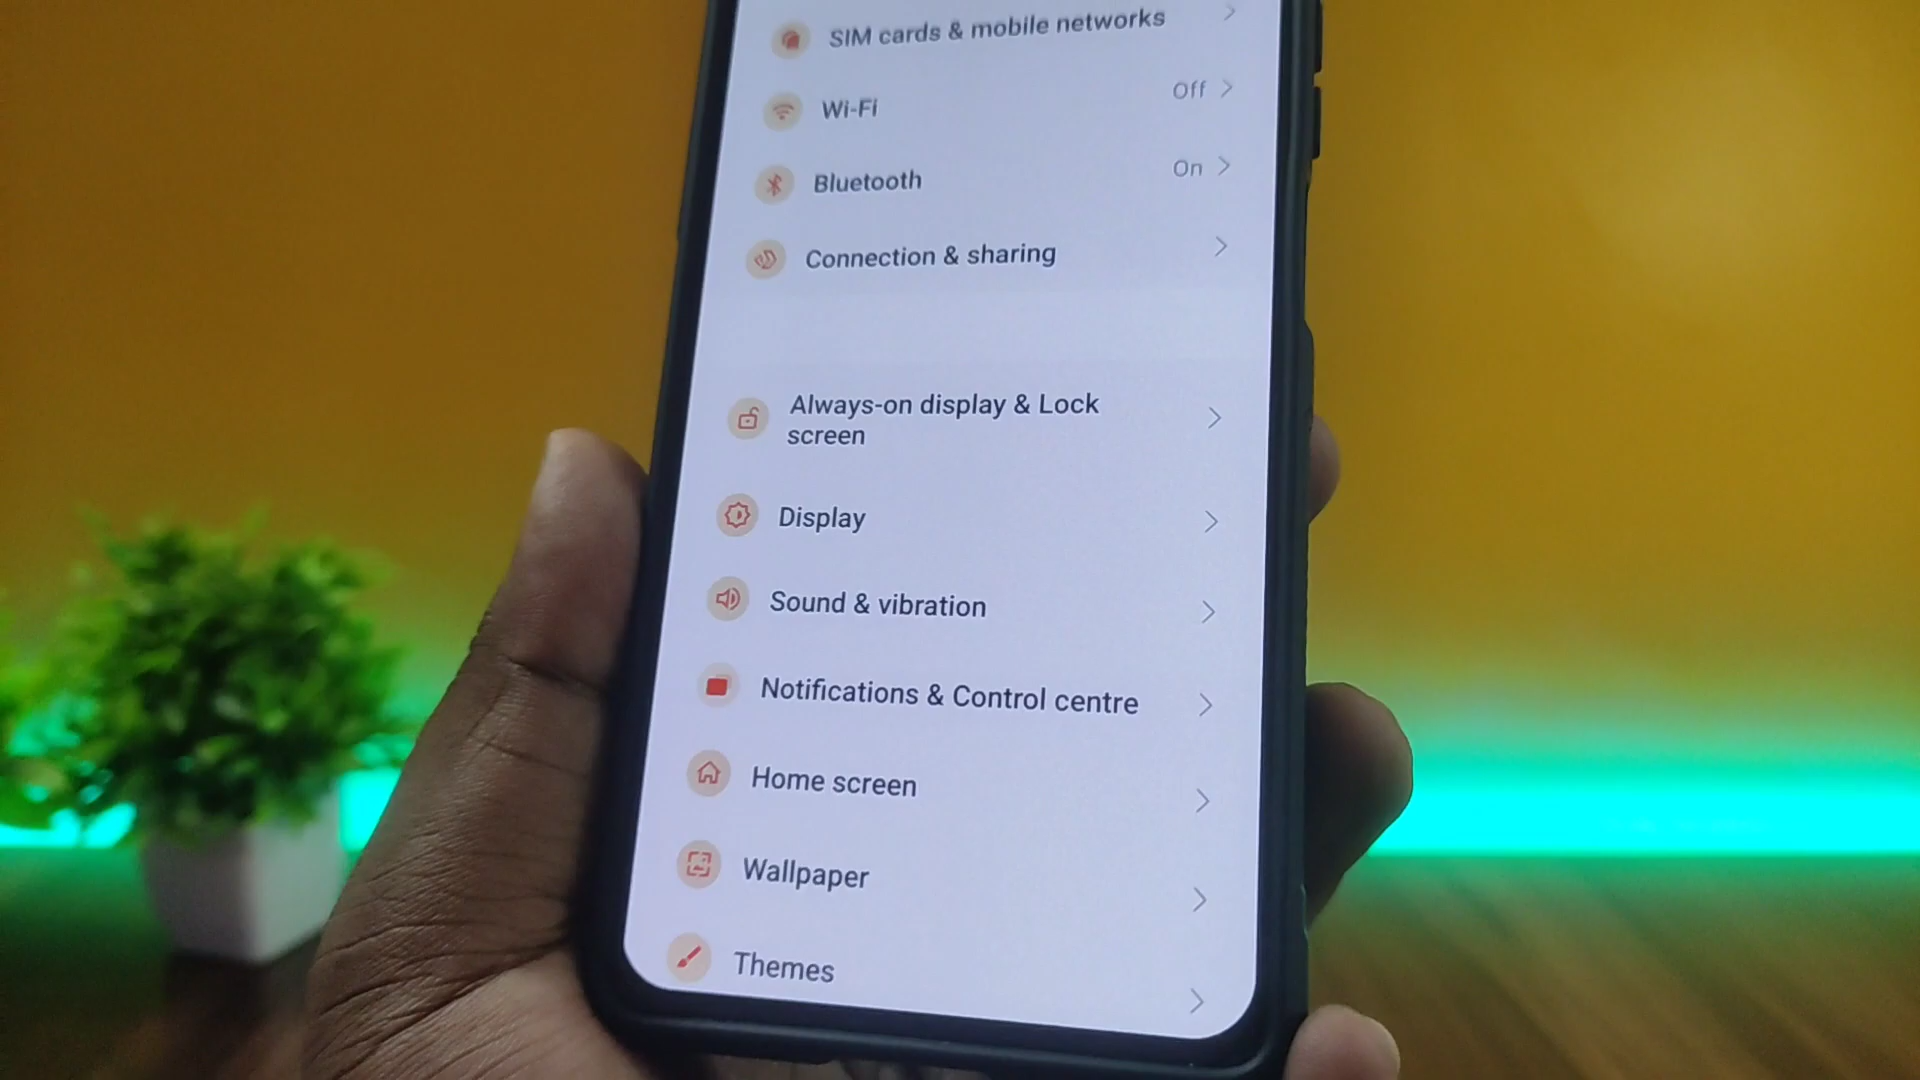 SIM cards & mobile networks
Wi-Fi
Off
Bluetooth
On
Connection & sharing
Always-on display & Lock
screen
Display
Sound & vibration
Notifications & Control centre
Home screen
Wallpaper
Themes